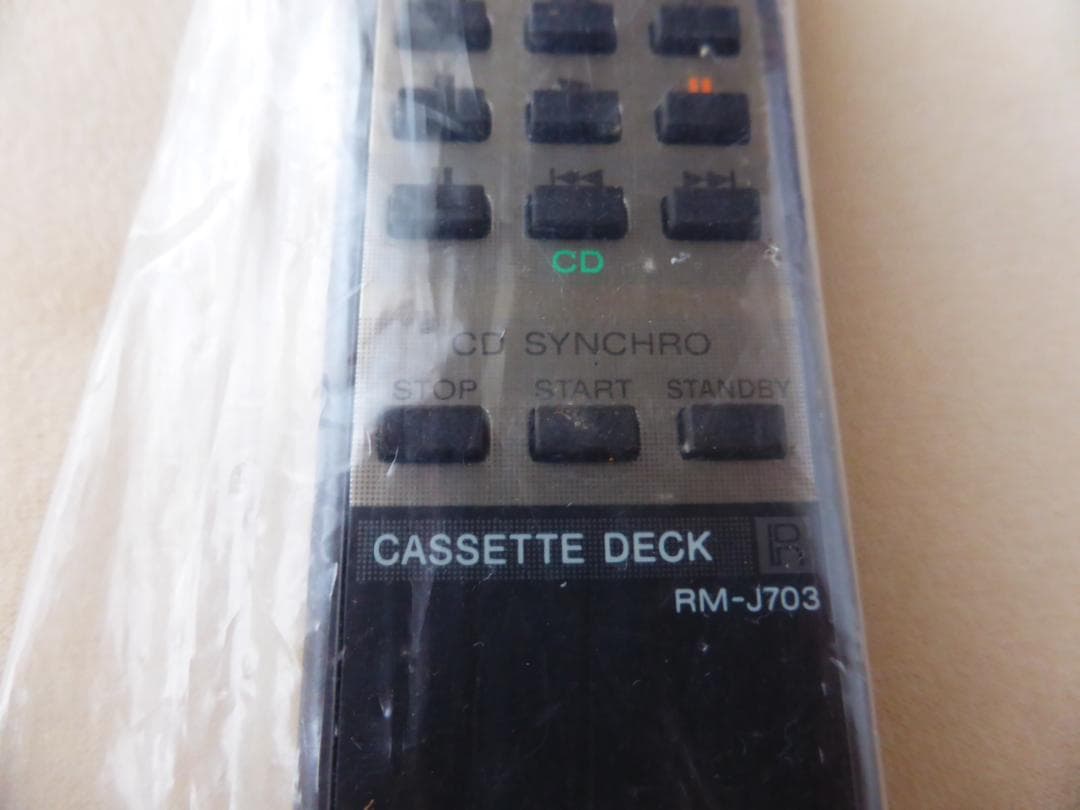 CD
CD SYNCHRO
STOP START STANDBY
CASSETTE DECK
RM-J703